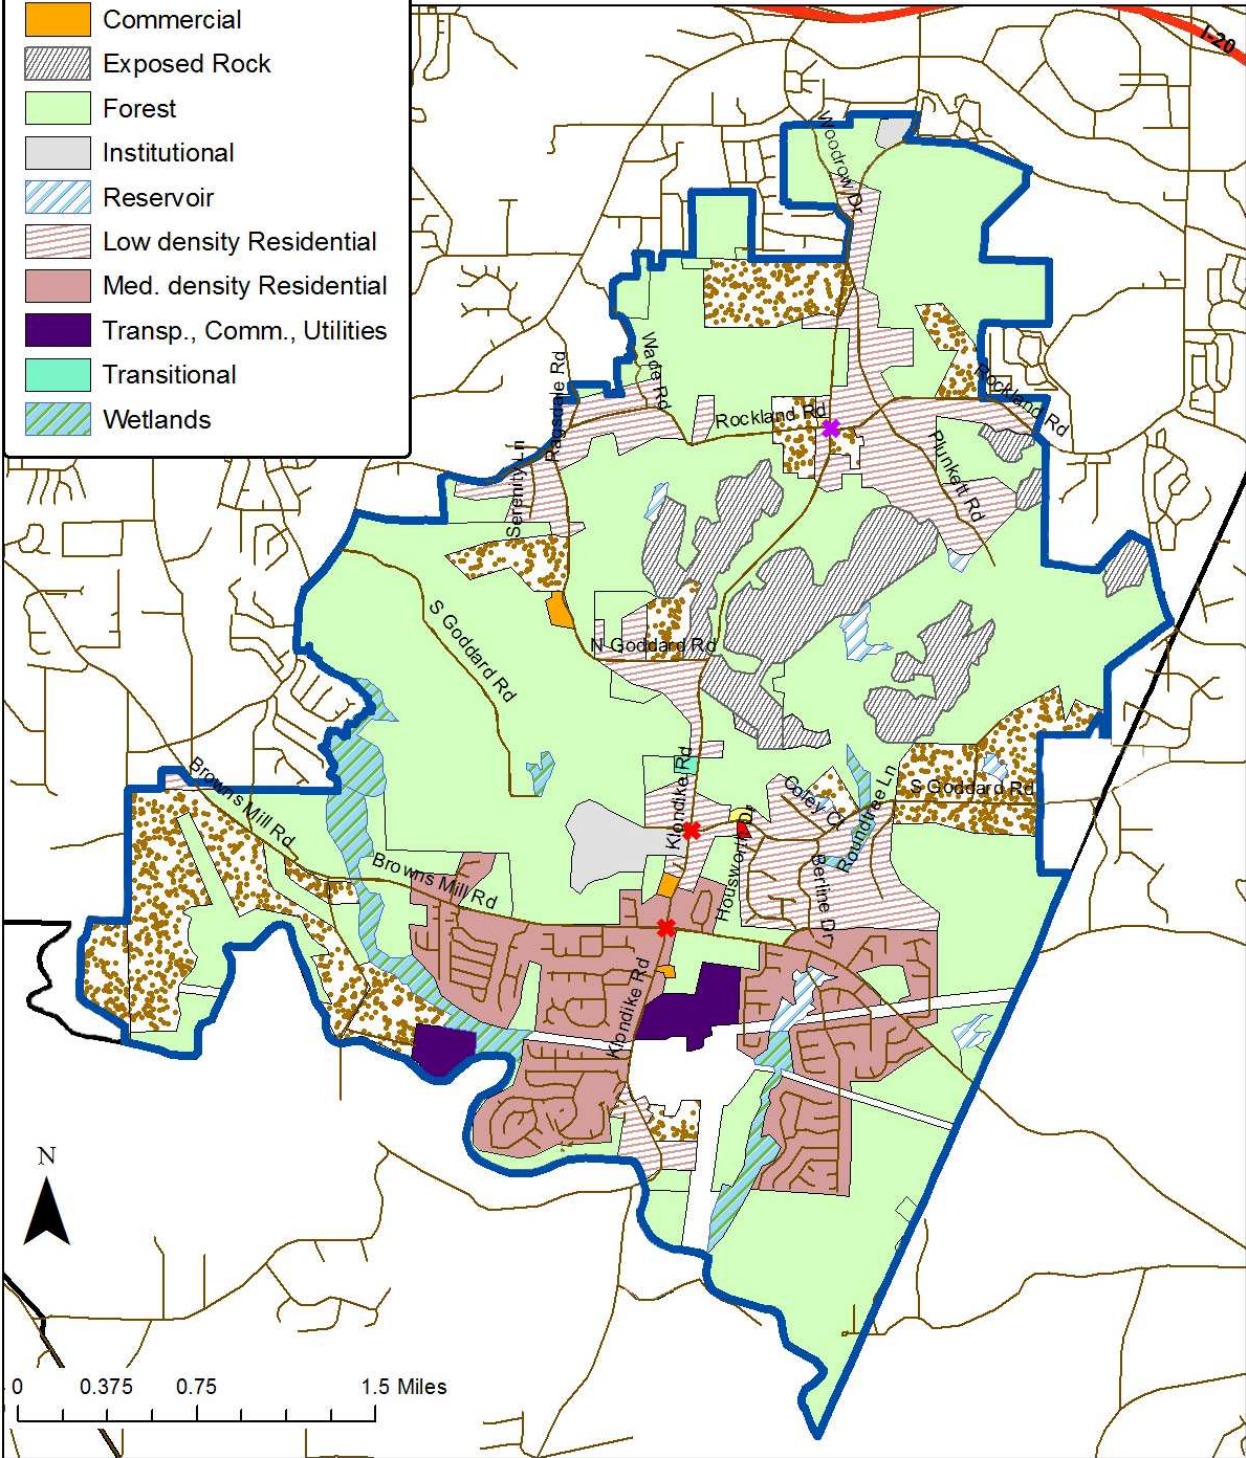 Commercial
Exposed Rock
Forest
Institutional
Reservoir
Low density Residential
Med. density Residential
Transp., Comm., Utilities
Transitional
Wetlands
I-20
Woodrow Dr
Wade Rd
Ragsdale Rd
Rockland Rd
Rockland Rd
Plunkett Rd
Serenity Ln
S Goddard Rd
N Goddard Rd
Klondike Rd
Coffey Ct
Roundtree Ln
S Goddard Rd
Browns Mill Rd
Browns Mill Rd
Housworth Dr
Berline Dr
Klondike Rd
N
0 0.375 0.75 1.5 Miles